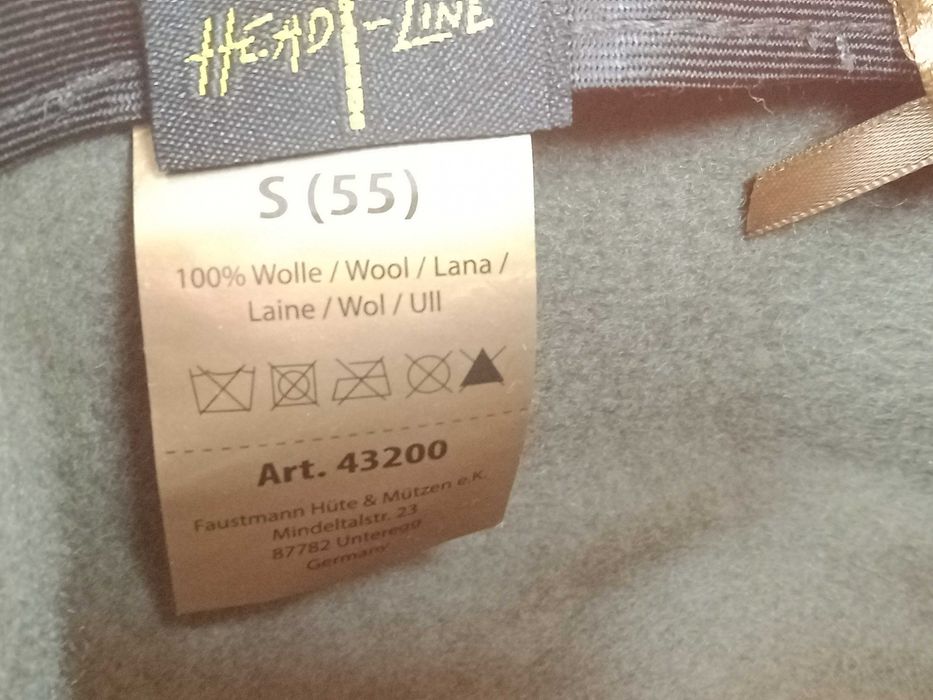 HEAD-LINE
S (55)
100% Wolle / Wool / Lana /
Laine / Wol / Ull
Art. 43200
Faustmann Hüte & Mützen e.K.
Mindeltalstr. 23
87782 Unteregg
Germany